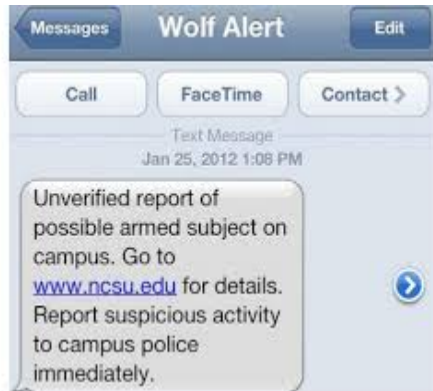 Messages Wolf Alert Edit
Call FaceTime Contact
Text Message
Jan 25, 2012 1:08 PM
Unverified report of
possible armed subject on
campus. Go to
www.ncsu.edu for details.
Report suspicious activity
to campus police
immediately.